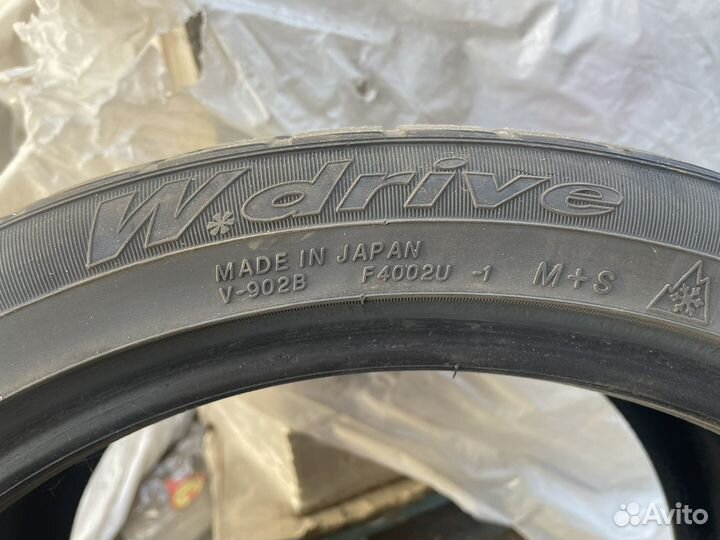 W.drive
MADE IN JAPAN
V-902B F4002U -1 M+S
Avito